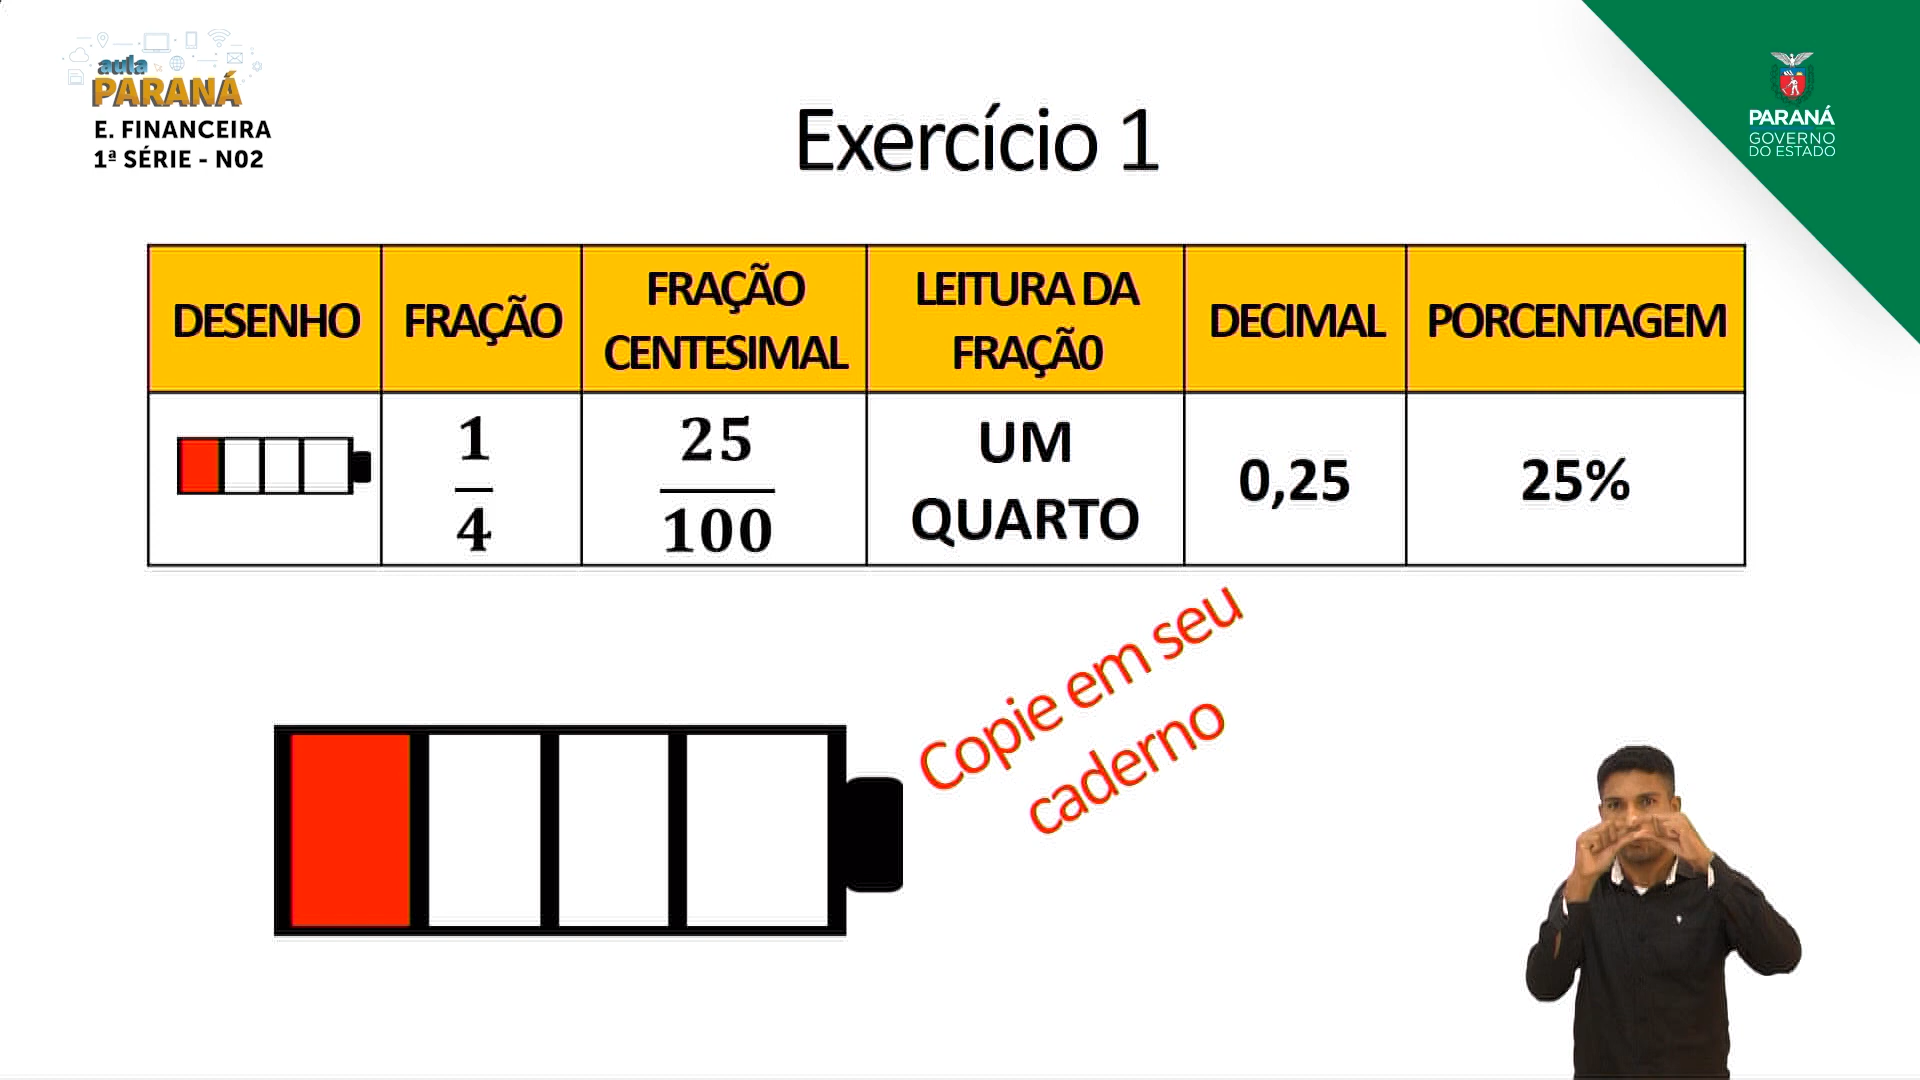 aula
PARANÁ
E. FINANCEIRA
1ª SÉRIE - N02
PARANÁ
GOVERNO
DO ESTADO
Exercício 1
DESENHO
FRAÇÃO
FRAÇÃO
CENTESIMAL
LEITURA DA
FRAÇÃ0
DECIMAL
PORCENTAGEM
1
4
25
100
UM
QUARTO
0,25
25%
Copie em seu
caderno